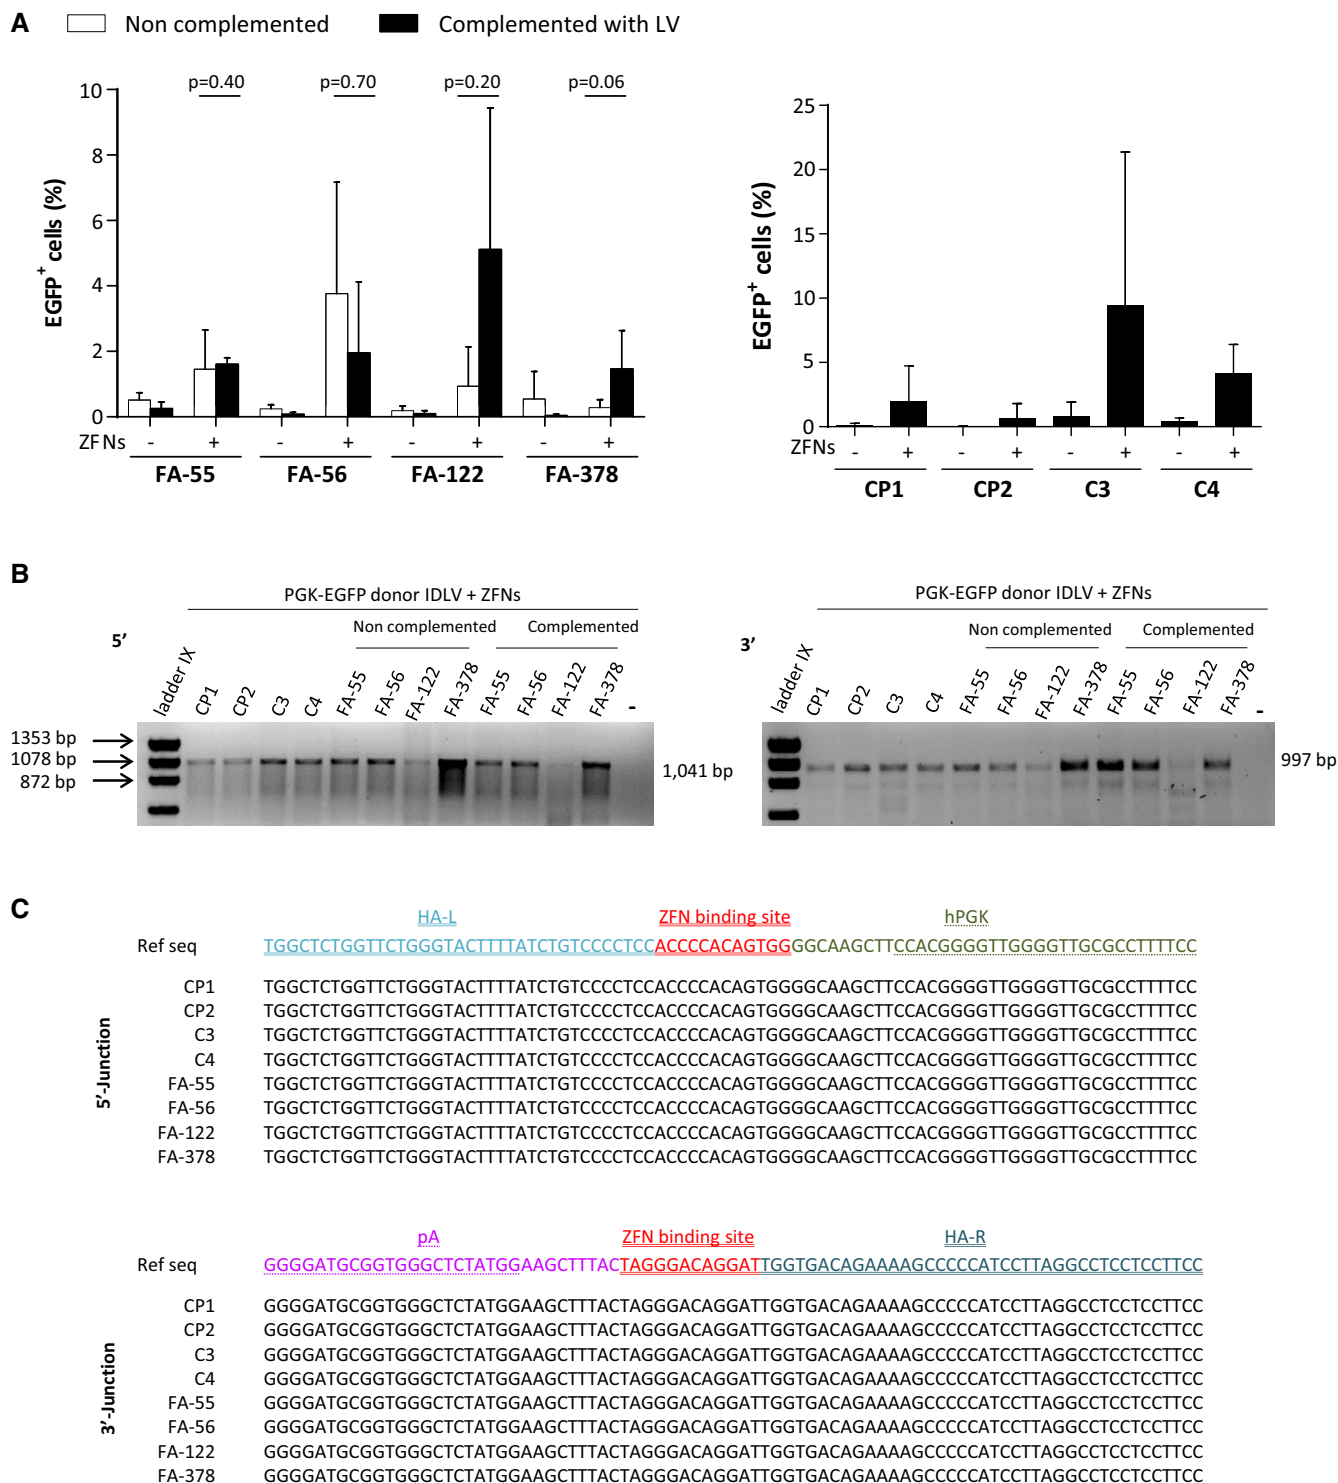 A
Non complemented
Complemented with LV
p=0.40 p=0.70 p=0.20 p=0.06
EGFP+ cells (%)
10
8
6
4
2
0
ZFNs - + - + - + - +
FA-55 FA-56 FA-122 FA-378
EGFP+ cells (%)
25
20
15
10
5
0
ZFNs - + - + - + - +
CP1 CP2 C3 C4
B
PGK-EGFP donor IDLV + ZFNs
Non complemented Complemented
5’
ladder IX CP1 CP2 C3 C4 FA-55 FA-56 FA-122 FA-378 FA-55 FA-56 FA-122 FA-378 -
1353 bp
1078 bp
872 bp
1,041 bp
PGK-EGFP donor IDLV + ZFNs
Non complemented Complemented
3’
ladder IX CP1 CP2 C3 C4 FA-55 FA-56 FA-122 FA-378 FA-55 FA-56 FA-122 FA-378 -
997 bp
C
HA-L ZFN binding site hPGK
Ref seq TGGCTCTGGTTCTGGGTACTTTTATCTGTCCCCTCCACCCCACAGTGGGGCAAGCTTCCACGGGGTTGGGGTTGCGCCTTTTCC
5’-Junction
CP1 TGGCTCTGGTTCTGGGTACTTTTATCTGTCCCCTCCACCCCACAGTGGGGCAAGCTTCCACGGGGTTGGGGTTGCGCCTTTTCC
CP2 TGGCTCTGGTTCTGGGTACTTTTATCTGTCCCCTCCACCCCACAGTGGGGCAAGCTTCCACGGGGTTGGGGTTGCGCCTTTTCC
C3 TGGCTCTGGTTCTGGGTACTTTTATCTGTCCCCTCCACCCCACAGTGGGGCAAGCTTCCACGGGGTTGGGGTTGCGCCTTTTCC
C4 TGGCTCTGGTTCTGGGTACTTTTATCTGTCCCCTCCACCCCACAGTGGGGCAAGCTTCCACGGGGTTGGGGTTGCGCCTTTTCC
FA-55 TGGCTCTGGTTCTGGGTACTTTTATCTGTCCCCTCCACCCCACAGTGGGGCAAGCTTCCACGGGGTTGGGGTTGCGCCTTTTCC
FA-56 TGGCTCTGGTTCTGGGTACTTTTATCTGTCCCCTCCACCCCACAGTGGGGCAAGCTTCCACGGGGTTGGGGTTGCGCCTTTTCC
FA-122 TGGCTCTGGTTCTGGGTACTTTTATCTGTCCCCTCCACCCCACAGTGGGGCAAGCTTCCACGGGGTTGGGGTTGCGCCTTTTCC
FA-378 TGGCTCTGGTTCTGGGTACTTTTATCTGTCCCCTCCACCCCACAGTGGGGCAAGCTTCCACGGGGTTGGGGTTGCGCCTTTTCC
pA ZFN binding site HA-R
Ref seq GGGGATGCGGTGGGCTCTATGGAAGCTTTACTAGGGACAGGATTGGTGACAGAAAAGCCCCCATCCTTAGGCCTCCTCCTTCC
3’-Junction
CP1 GGGGATGCGGTGGGCTCTATGGAAGCTTTACTAGGGACAGGATTGGTGACAGAAAAGCCCCCATCCTTAGGCCTCCTCCTTCC
CP2 GGGGATGCGGTGGGCTCTATGGAAGCTTTACTAGGGACAGGATTGGTGACAGAAAAGCCCCCATCCTTAGGCCTCCTCCTTCC
C3 GGGGATGCGGTGGGCTCTATGGAAGCTTTACTAGGGACAGGATTGGTGACAGAAAAGCCCCCATCCTTAGGCCTCCTCCTTCC
C4 GGGGATGCGGTGGGCTCTATGGAAGCTTTACTAGGGACAGGATTGGTGACAGAAAAGCCCCCATCCTTAGGCCTCCTCCTTCC
FA-55 GGGGATGCGGTGGGCTCTATGGAAGCTTTACTAGGGACAGGATTGGTGACAGAAAAGCCCCCATCCTTAGGCCTCCTCCTTCC
FA-56 GGGGATGCGGTGGGCTCTATGGAAGCTTTACTAGGGACAGGATTGGTGACAGAAAAGCCCCCATCCTTAGGCCTCCTCCTTCC
FA-122 GGGGATGCGGTGGGCTCTATGGAAGCTTTACTAGGGACAGGATTGGTGACAGAAAAGCCCCCATCCTTAGGCCTCCTCCTTCC
FA-378 GGGGATGCGGTGGGCTCTATGGAAGCTTTACTAGGGACAGGATTGGTGACAGAAAAGCCCCCATCCTTAGGCCTCCTCCTTCC